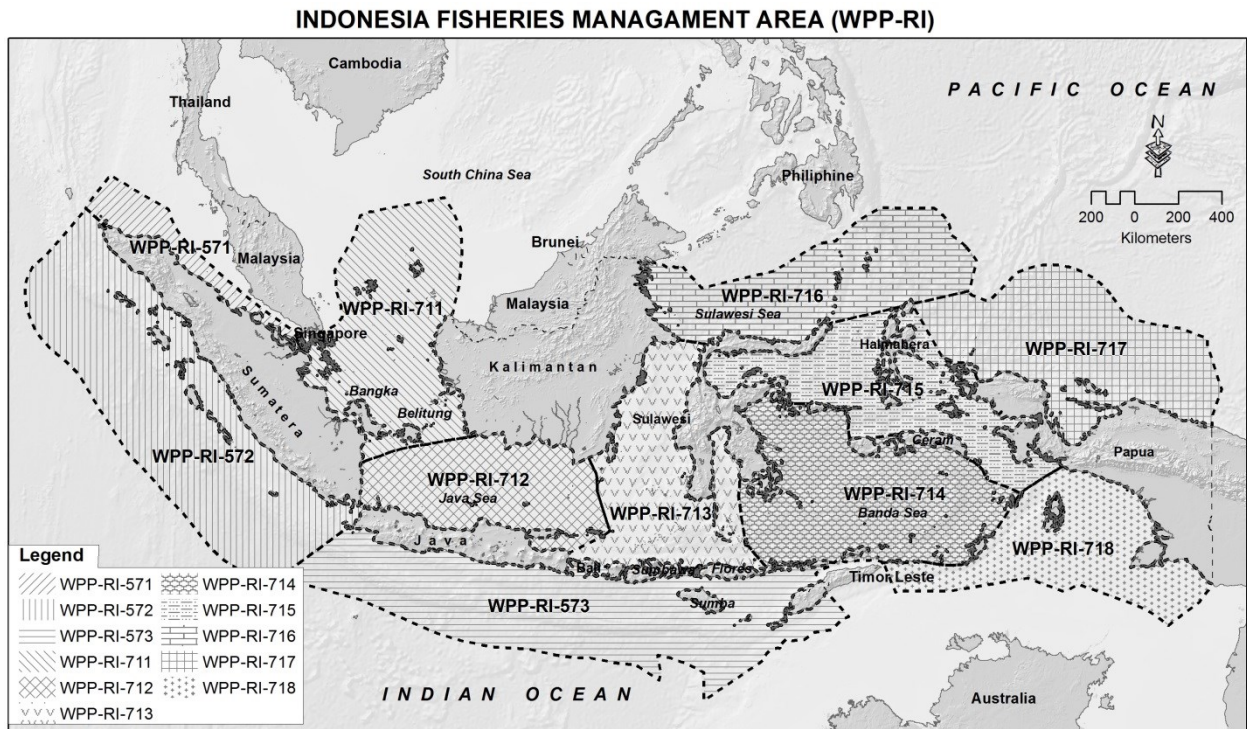 INDONESIA FISHERIES MANAGAMENT AREA (WPP-RI)
Cambodia
Thailand
PACIFIC OCEAN
N
South China Sea
Philiphine
200 0 200 400
Kilometers
Brunei
WPP-RI-571
Malaysia
WPP-RI-711
Malaysia
WPP-RI-716
Sulawesi Sea
Singapore
Halmahera
WPP-RI-717
Kalimantan
Sumatera
Bangka
Belitung
Sulawesi
WPP-RI-715
Ceram
Papua
WPP-RI-572
WPP-RI-712
Java Sea
WPP-RI-713
WPP-RI-714
Banda Sea
Java
WPP-RI-718
Bali
Sumbawa
Flores
Timor Leste
WPP-RI-573
Sumba
INDIAN OCEAN
Australia
Legend
WPP-RI-571
WPP-RI-572
WPP-RI-573
WPP-RI-711
WPP-RI-712
WPP-RI-713
WPP-RI-714
WPP-RI-715
WPP-RI-716
WPP-RI-717
WPP-RI-718